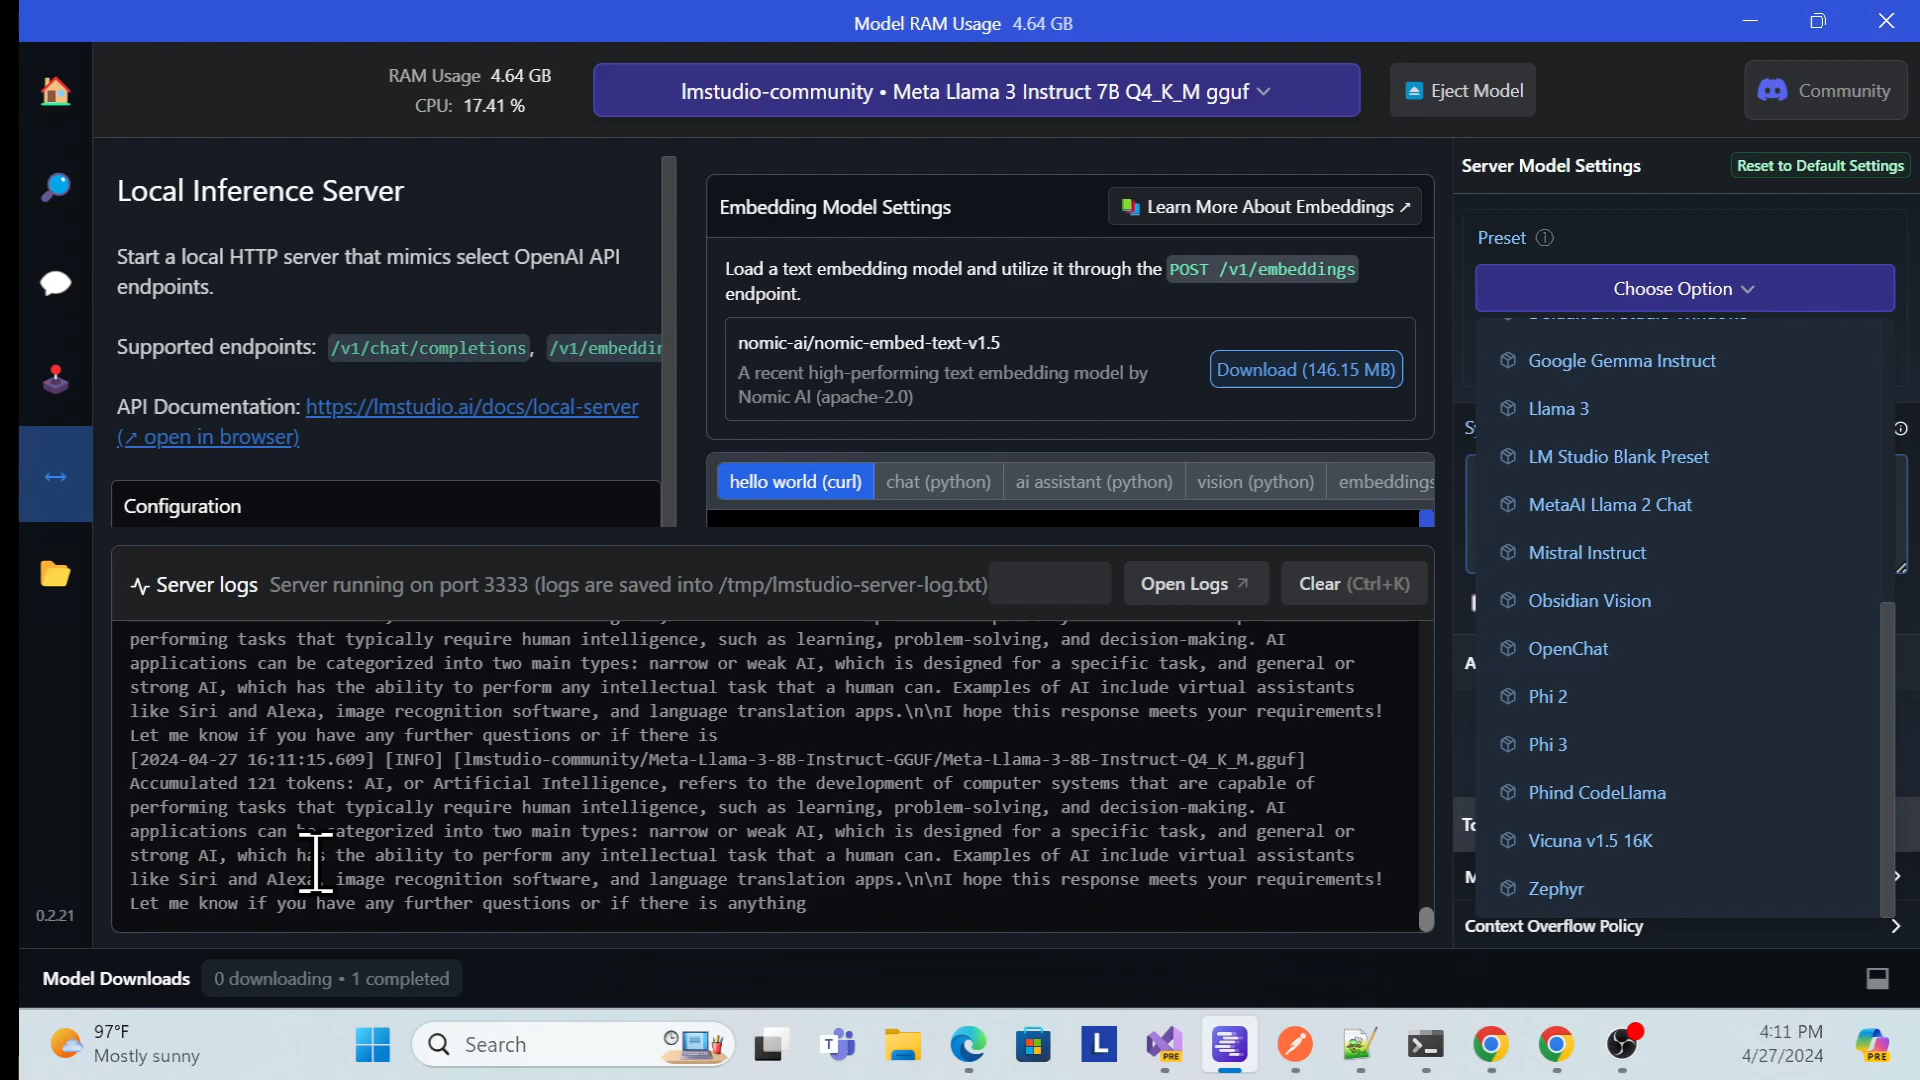 Model RAM Usage 4.64 GB
RAM Usage 4.64 GB
CPU: 17.41 %
lmstudio-community • Meta Llama 3 Instruct 7B Q4_K_M gguf
Eject Model
Community
Local Inference Server
Start a local HTTP server that mimics select OpenAI API
endpoints.
Supported endpoints: /v1/chat/completions, /v1/embeddin
API Documentation: https://lmstudio.ai/docs/local-server
(↗ open in browser)
Configuration
Embedding Model Settings
Learn More About Embeddings ↗
Load a text embedding model and utilize it through the POST /v1/embeddings
endpoint.
nomic-ai/nomic-embed-text-v1.5
A recent high-performing text embedding model by
Nomic AI (apache-2.0)
Download (146.15 MB)
hello world (curl)
chat (python)
ai assistant (python)
vision (python)
embeddings
Server Model Settings
Reset to Default Settings
Preset
Choose Option
Google Gemma Instruct
Llama 3
LM Studio Blank Preset
MetaAI Llama 2 Chat
Mistral Instruct
Obsidian Vision
OpenChat
Phi 2
Phi 3
Phind CodeLlama
Vicuna v1.5 16K
Zephyr
Context Overflow Policy
Server logs Server running on port 3333 (logs are saved into /tmp/lmstudio-server-log.txt)
Open Logs ↗
Clear (Ctrl+K)
performing tasks that typically require human intelligence, such as learning, problem-solving, and decision-making. AI
applications can be categorized into two main types: narrow or weak AI, which is designed for a specific task, and general or
strong AI, which has the ability to perform any intellectual task that a human can. Examples of AI include virtual assistants
like Siri and Alexa, image recognition software, and language translation apps.\n\nI hope this response meets your requirements!
Let me know if you have any further questions or if there is
[2024-04-27 16:11:15.609] [INFO] [lmstudio-community/Meta-Llama-3-8B-Instruct-GGUF/Meta-Llama-3-8B-Instruct-Q4_K_M.gguf]
Accumulated 121 tokens: AI, or Artificial Intelligence, refers to the development of computer systems that are capable of
performing tasks that typically require human intelligence, such as learning, problem-solving, and decision-making. AI
applications can be categorized into two main types: narrow or weak AI, which is designed for a specific task, and general or
strong AI, which has the ability to perform any intellectual task that a human can. Examples of AI include virtual assistants
like Siri and Alexa, image recognition software, and language translation apps.\n\nI hope this response meets your requirements!
Let me know if you have any further questions or if there is anything
0.2.21
Model Downloads 0 downloading • 1 completed
97°F
Mostly sunny
Search
4:11 PM
4/27/2024